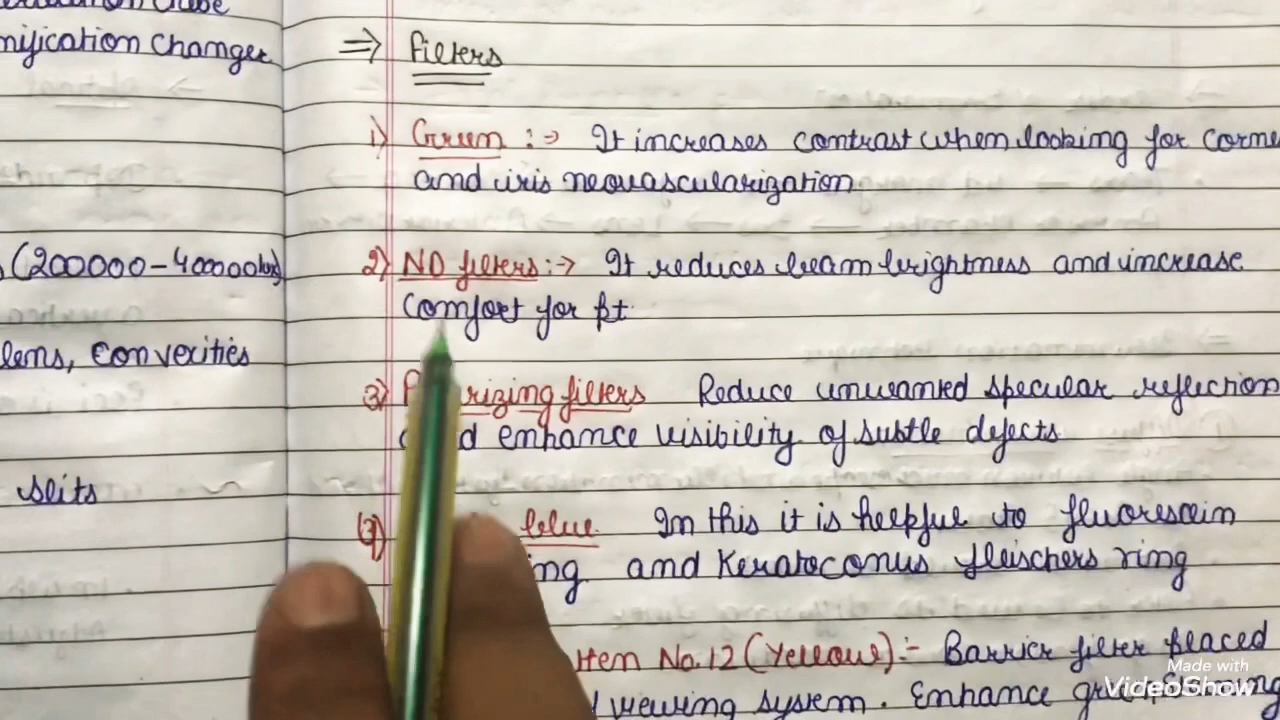 nification changer
(200000-400000lux)
lens, convexities
slits
⇒ filters
1) Green :→ It increases contrast when looking for corne
and iris neovascularization
2) ND filters :→ It reduces beam brightness and increase
comfort for pt.
3) rizing filters Reduce unwanted specular reflection
enhance visibility of subtle defects
blue In this it is helpful to fluorescein
ing and Keratoconus fleischers ring
tten No. 12 (Yellow) :- Barrier filter placed
viewing system. Enhance
Made with
VideoShow